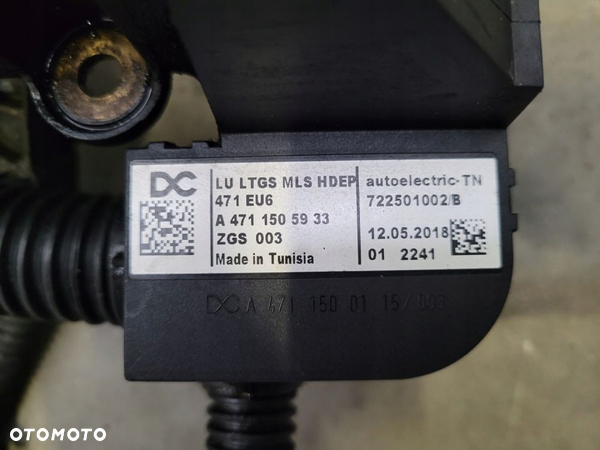 DC
LU LTGS MLS HDEP
471 EU6
A 471 150 59 33
ZGS 003
Made in Tunisia
autoelectric-TN
722501002/B
12.05.2018
01 2241
DC A 471 150 01 15/003
OTOMOTO